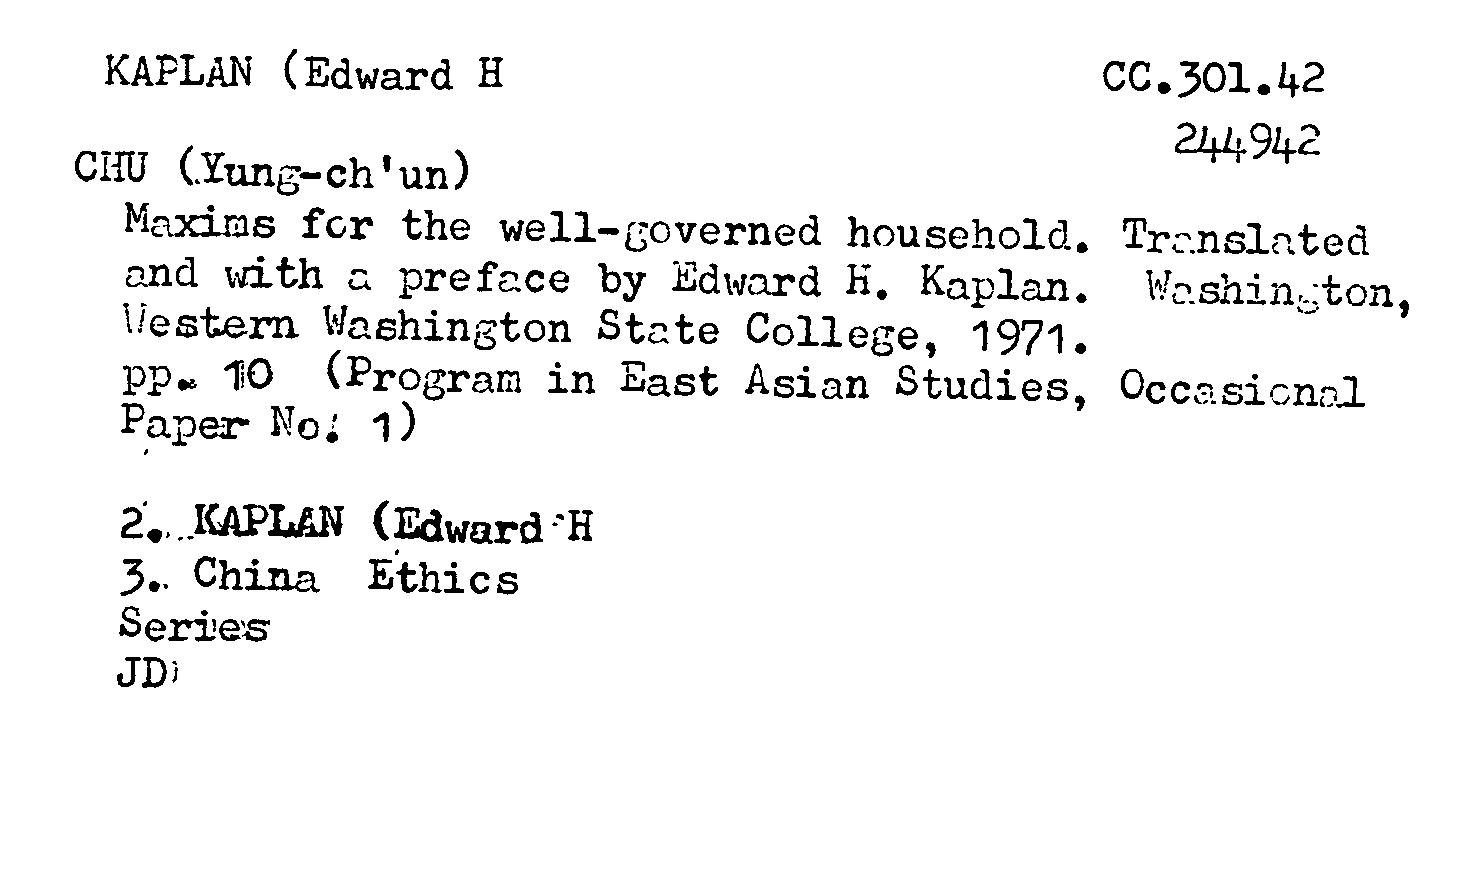 KAPLAN (Edward H
CC.301.42
244942
CHU (Yung-ch'un)
Maxims for the well-governed household. Translated
and with a preface by Edward H. Kaplan. Washington,
Western Washington State College, 1971.
pp. 10 (Program in East Asian Studies, Occasional
Paper No. 1)
2. KAPLAN (Edward H
3. China Ethics
Series
JD